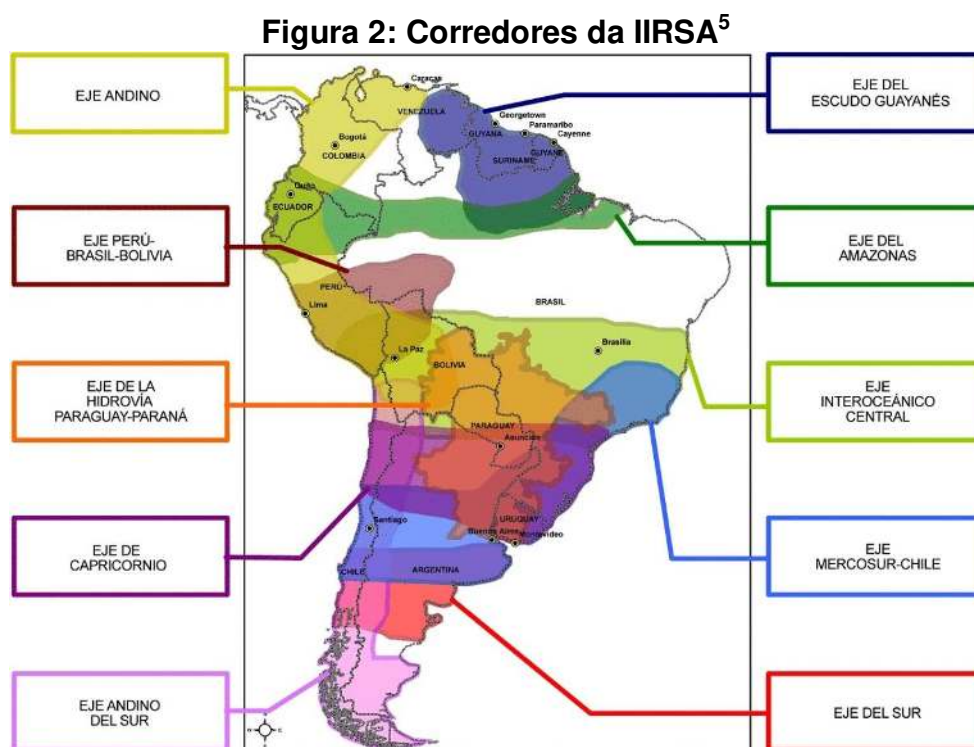 Figura 2: Corredores da IIRSA5
EJE ANDINO
EJE PERÚ-
BRASIL-BOLIVIA
EJE DE LA
HIDROVÍA
PARAGUAY-PARANÁ
EJE DE
CAPRICORNIO
EJE ANDINO
DEL SUR
Caracas
VENEZUELA
Georgetown
Paramaribo
Cayenne
GUYANA
GUYANE
SURINAME
Bogotá
COLOMBIA
Quito
ECUADOR
PERÚ
Lima
BRASIL
Brasilia
La Paz
BOLIVIA
PARAGUAY
Asunción
URUGUAY
Santiago
Buenos Aires
Montevideo
CHILE
ARGENTINA
EJE DEL
ESCUDO GUAYANÉS
EJE DEL
AMAZONAS
EJE
INTEROCEÁNICO
CENTRAL
EJE
MERCOSUR-CHILE
EJE DEL SUR